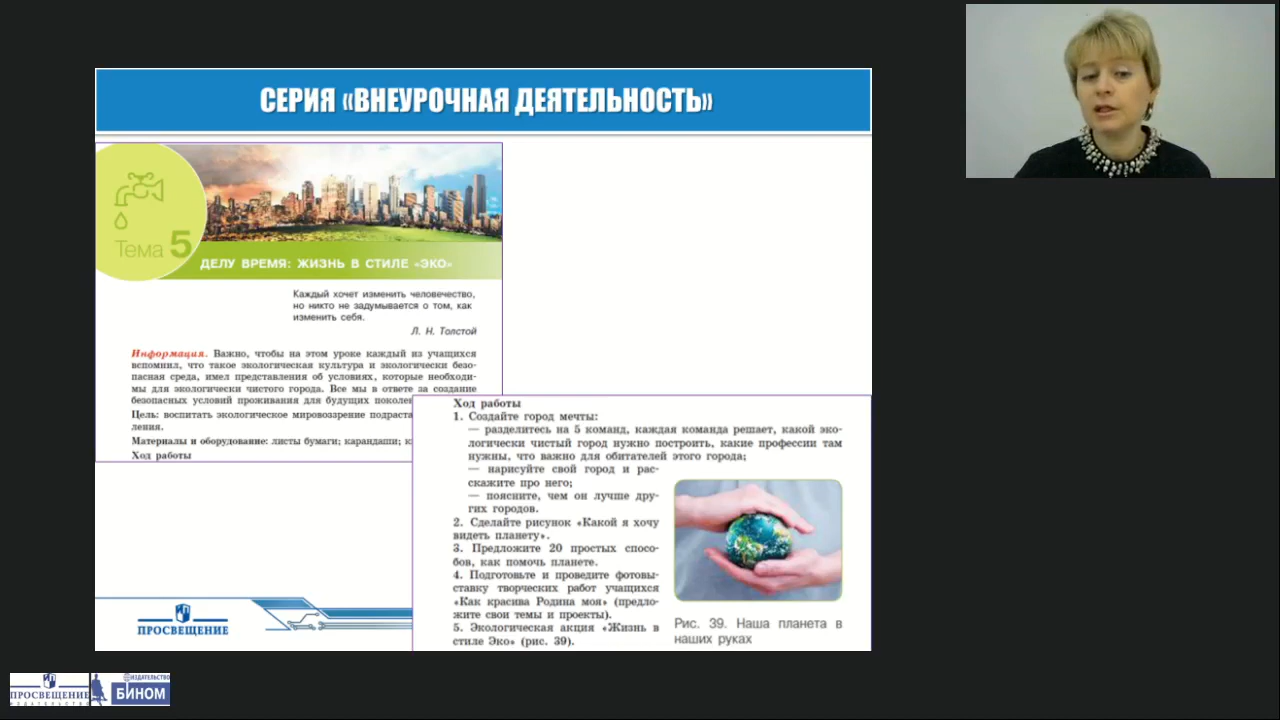 СЕРИЯ «ВНЕУРОЧНАЯ ДЕЯТЕЛЬНОСТЬ»
Тема 5
ДЕЛУ ВРЕМЯ: ЖИЗНЬ В СТИЛЕ «ЭКО»
Каждый хочет изменить человечество,
но никто не задумывается о том, как
изменить себя.
Л. Н. Толстой
Информация. Важно, чтобы на этом уроке каждый из учащихся
вспомнил, что такое экологическая культура и экологически безо-
пасная среда, имел представления об условиях, которые необходи-
мы для экологически чистого города. Все мы в ответе за создание
безопасных условий проживания для будущих поколе
Цель: воспитать экологическое мировоззрение подраста
ления.
Материалы и оборудование: листы бумаги; карандаши; к
Ход работы
Ход работы
1. Создайте город мечты:
— разделитесь на 5 команд, каждая команда решает, какой эко-
логически чистый город нужно построить, какие профессии там
нужны, что важно для обитателей этого города;
— нарисуйте свой город и рас-
скажите про него;
— поясните, чем он лучше дру-
гих городов.
2. Сделайте рисунок «Какой я хочу
видеть планету».
3. Предложите 20 простых спосо-
бов, как помочь планете.
4. Подготовьте и проведите фотовы-
ставку творческих работ учащихся
«Как красива Родина моя» (предло-
жите свои темы и проекты).
5. Экологическая акция «Жизнь в
стиле Эко» (рис. 39).
Рис. 39. Наша планета в
наших руках
ПРОСВЕЩЕНИЕ
ПРОСВЕЩЕНИЕ
ИЗДАТЕЛЬСТВО
ИЗДАТЕЛЬСТВО
БИНОМ